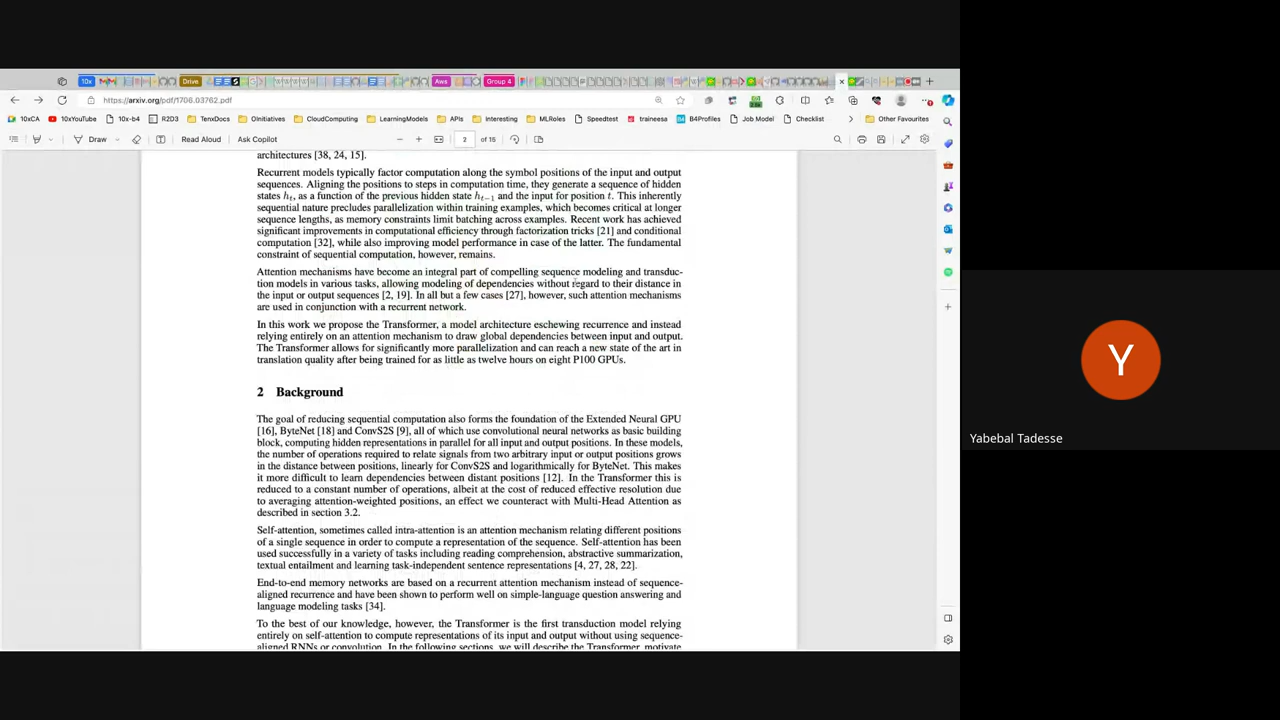 10x
Drive
Aws
Group 4
https://arxiv.org/pdf/1706.03762.pdf
10xCA
10xYouTube
10x-b4
R2D3
TenxDocs
OInitiatives
CloudComputing
LearningModels
APIs
Interesting
MLRoles
Speedtest
traineesa
B4Profiles
Job Model
Checklist
Other Favourites
Draw
Read Aloud
Ask Copilot
2 of 15
architectures [38, 24, 15].
Recurrent models typically factor computation along the symbol positions of the input and output
sequences. Aligning the positions to steps in computation time, they generate a sequence of hidden
states hₜ, as a function of the previous hidden state hₜ₋₁ and the input for position t. This inherently
sequential nature precludes parallelization within training examples, which becomes critical at longer
sequence lengths, as memory constraints limit batching across examples. Recent work has achieved
significant improvements in computational efficiency through factorization tricks [21] and conditional
computation [32], while also improving model performance in case of the latter. The fundamental
constraint of sequential computation, however, remains.
Attention mechanisms have become an integral part of compelling sequence modeling and transduc-
tion models in various tasks, allowing modeling of dependencies without regard to their distance in
the input or output sequences [2, 19]. In all but a few cases [27], however, such attention mechanisms
are used in conjunction with a recurrent network.
In this work we propose the Transformer, a model architecture eschewing recurrence and instead
relying entirely on an attention mechanism to draw global dependencies between input and output.
The Transformer allows for significantly more parallelization and can reach a new state of the art in
translation quality after being trained for as little as twelve hours on eight P100 GPUs.
2 Background
The goal of reducing sequential computation also forms the foundation of the Extended Neural GPU
[16], ByteNet [18] and ConvS2S [9], all of which use convolutional neural networks as basic building
block, computing hidden representations in parallel for all input and output positions. In these models,
the number of operations required to relate signals from two arbitrary input or output positions grows
in the distance between positions, linearly for ConvS2S and logarithmically for ByteNet. This makes
it more difficult to learn dependencies between distant positions [12]. In the Transformer this is
reduced to a constant number of operations, albeit at the cost of reduced effective resolution due
to averaging attention-weighted positions, an effect we counteract with Multi-Head Attention as
described in section 3.2.
Self-attention, sometimes called intra-attention is an attention mechanism relating different positions
of a single sequence in order to compute a representation of the sequence. Self-attention has been
used successfully in a variety of tasks including reading comprehension, abstractive summarization,
textual entailment and learning task-independent sentence representations [4, 27, 28, 22].
End-to-end memory networks are based on a recurrent attention mechanism instead of sequence-
aligned recurrence and have been shown to perform well on simple-language question answering and
language modeling tasks [34].
To the best of our knowledge, however, the Transformer is the first transduction model relying
entirely on self-attention to compute representations of its input and output without using sequence-
aligned RNNs or convolution. In the following sections, we will describe the Transformer, motivate
Y
Yabebal Tadesse